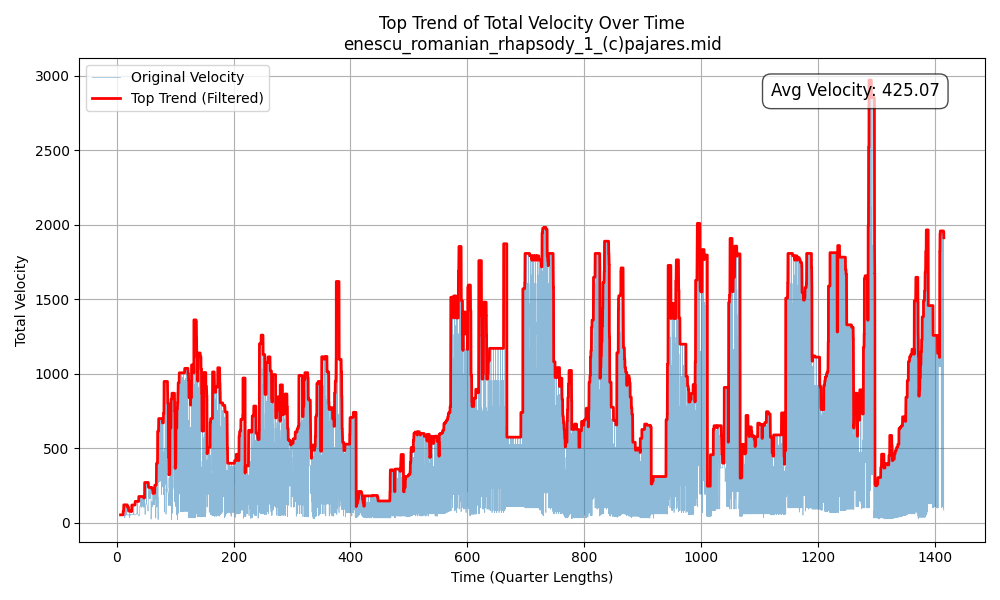 Top Trend of Total Velocity Over Time
enescu_romanian_rhapsody_1_(c)pajares.mid
Original Velocity
Top Trend (Filtered)
Avg Velocity: 425.07
Total Velocity
3000
2500
2000
1500
1000
500
0
0 200 400 600 800 1000 1200 1400
Time (Quarter Lengths)